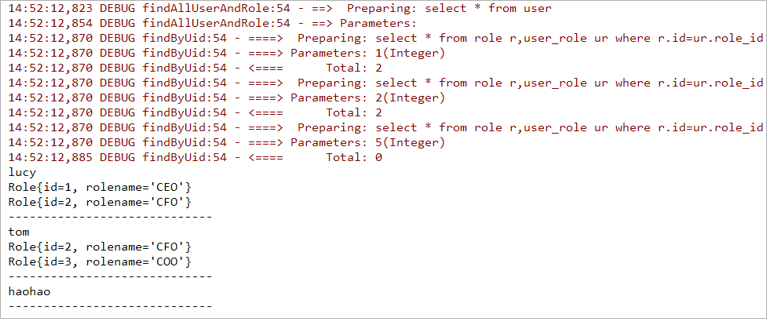 14:52:12,823 DEBUG findAllUserAndRole:54 - ==>  Preparing: select * from user
14:52:12,854 DEBUG findAllUserAndRole:54 - ==> Parameters:
14:52:12,870 DEBUG findByUid:54 - ====>  Preparing: select * from role r,user_role ur where r.id=ur.role_id
14:52:12,870 DEBUG findByUid:54 - ====> Parameters: 1(Integer)
14:52:12,870 DEBUG findByUid:54 - <====      Total: 2
14:52:12,870 DEBUG findByUid:54 - ====>  Preparing: select * from role r,user_role ur where r.id=ur.role_id
14:52:12,870 DEBUG findByUid:54 - ====> Parameters: 2(Integer)
14:52:12,870 DEBUG findByUid:54 - <====      Total: 2
14:52:12,870 DEBUG findByUid:54 - ====>  Preparing: select * from role r,user_role ur where r.id=ur.role_id
14:52:12,870 DEBUG findByUid:54 - ====> Parameters: 5(Integer)
14:52:12,885 DEBUG findByUid:54 - <====      Total: 0
lucy
Role{id=1, rolename='CEO'}
Role{id=2, rolename='CFO'}
----------------------------
tom
Role{id=2, rolename='CFO'}
Role{id=3, rolename='COO'}
----------------------------
haohao
----------------------------